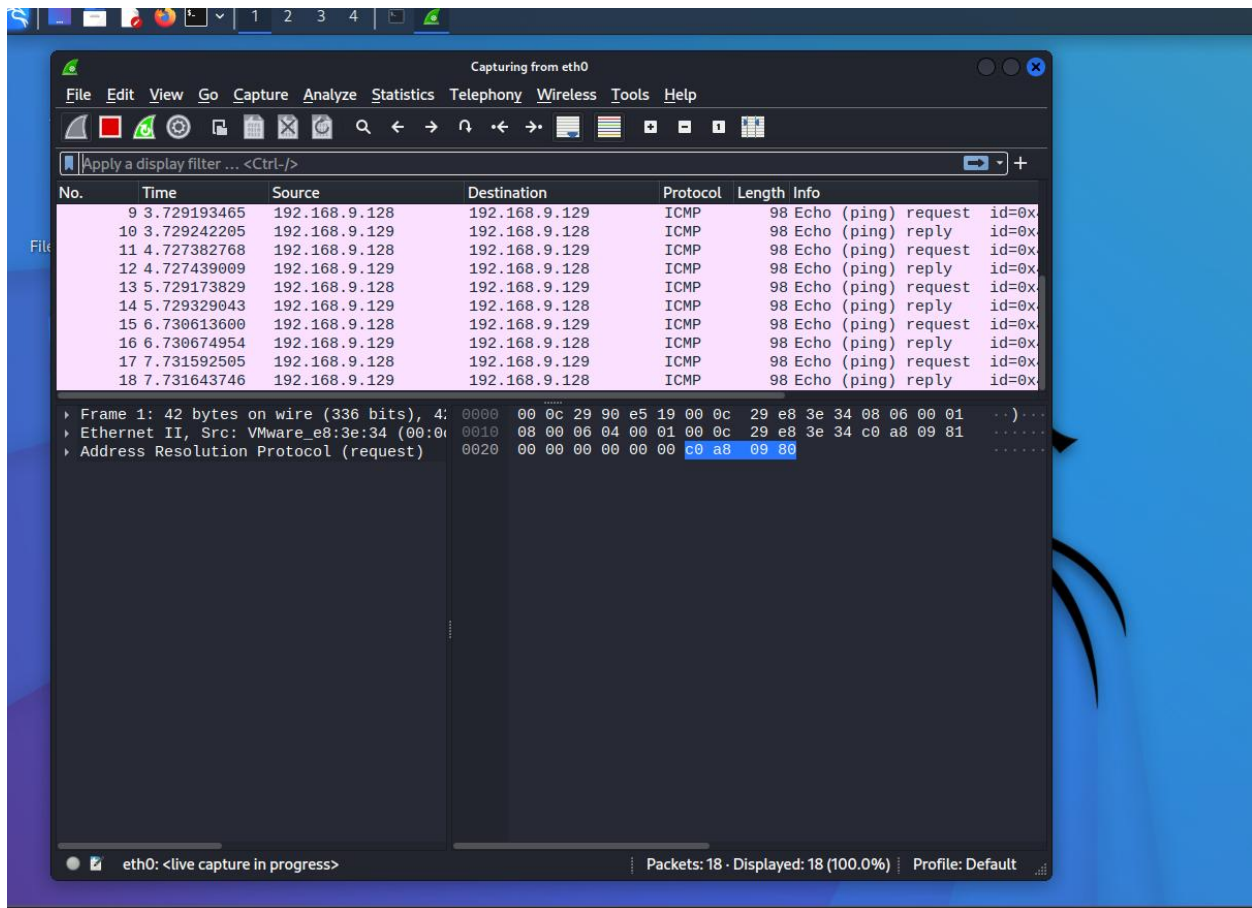 1 2 3 4
Capturing from eth0
File Edit View Go Capture Analyze Statistics Telephony Wireless Tools Help
Apply a display filter ... <Ctrl-/>
No. Time Source Destination Protocol Length Info
9 3.729193465 192.168.9.128 192.168.9.129 ICMP 98 Echo (ping) request id=0x
10 3.729242205 192.168.9.129 192.168.9.128 ICMP 98 Echo (ping) reply id=0x
11 4.727382768 192.168.9.128 192.168.9.129 ICMP 98 Echo (ping) request id=0x
12 4.727439009 192.168.9.129 192.168.9.128 ICMP 98 Echo (ping) reply id=0x
13 5.729173829 192.168.9.128 192.168.9.129 ICMP 98 Echo (ping) request id=0x
14 5.729329043 192.168.9.129 192.168.9.128 ICMP 98 Echo (ping) reply id=0x
15 6.730613600 192.168.9.128 192.168.9.129 ICMP 98 Echo (ping) request id=0x
16 6.730674954 192.168.9.129 192.168.9.128 ICMP 98 Echo (ping) reply id=0x
17 7.731592505 192.168.9.128 192.168.9.129 ICMP 98 Echo (ping) request id=0x
18 7.731643746 192.168.9.129 192.168.9.128 ICMP 98 Echo (ping) reply id=0x
File
Frame 1: 42 bytes on wire (336 bits), 42
Ethernet II, Src: VMware_e8:3e:34 (00:0c
Address Resolution Protocol (request)
0000 00 0c 29 90 e5 19 00 0c 29 e8 3e 34 08 06 00 01 ··)···
0010 08 00 06 04 00 01 00 0c 29 e8 3e 34 c0 a8 09 81 ······
0020 00 00 00 00 00 00 c0 a8 09 80 ······
eth0: <live capture in progress> Packets: 18 · Displayed: 18 (100.0%) Profile: Default